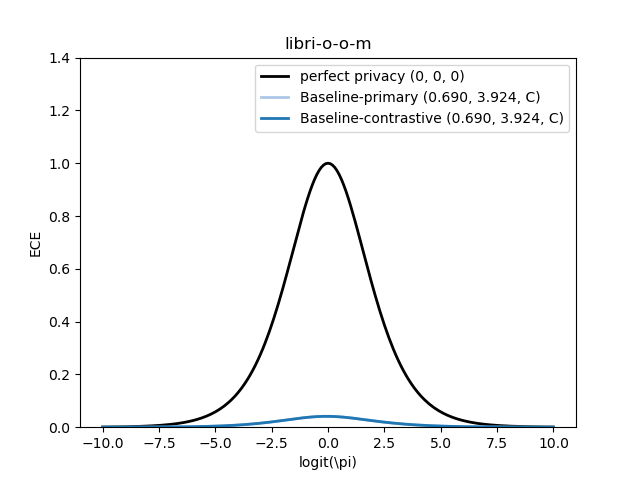 libri-o-o-m
perfect privacy (0, 0, 0)
Baseline-primary (0.690, 3.924, C)
Baseline-contrastive (0.690, 3.924, C)
1.4
1.2
1.0
0.8
0.6
0.4
0.2
0.0
ECE
−10.0 −7.5 −5.0 −2.5 0.0 2.5 5.0 7.5 10.0
logit(\pi)